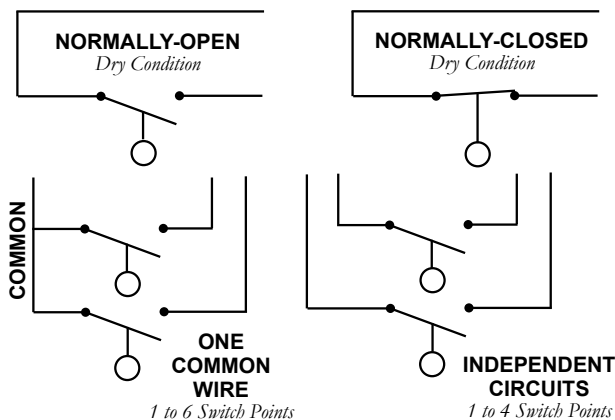 NORMALLY-OPEN
Dry Condition
NORMALLY-CLOSED
Dry Condition
COMMON
ONE
COMMON
WIRE
1 to 6 Switch Points
INDEPENDENT
CIRCUITS
1 to 4 Switch Points